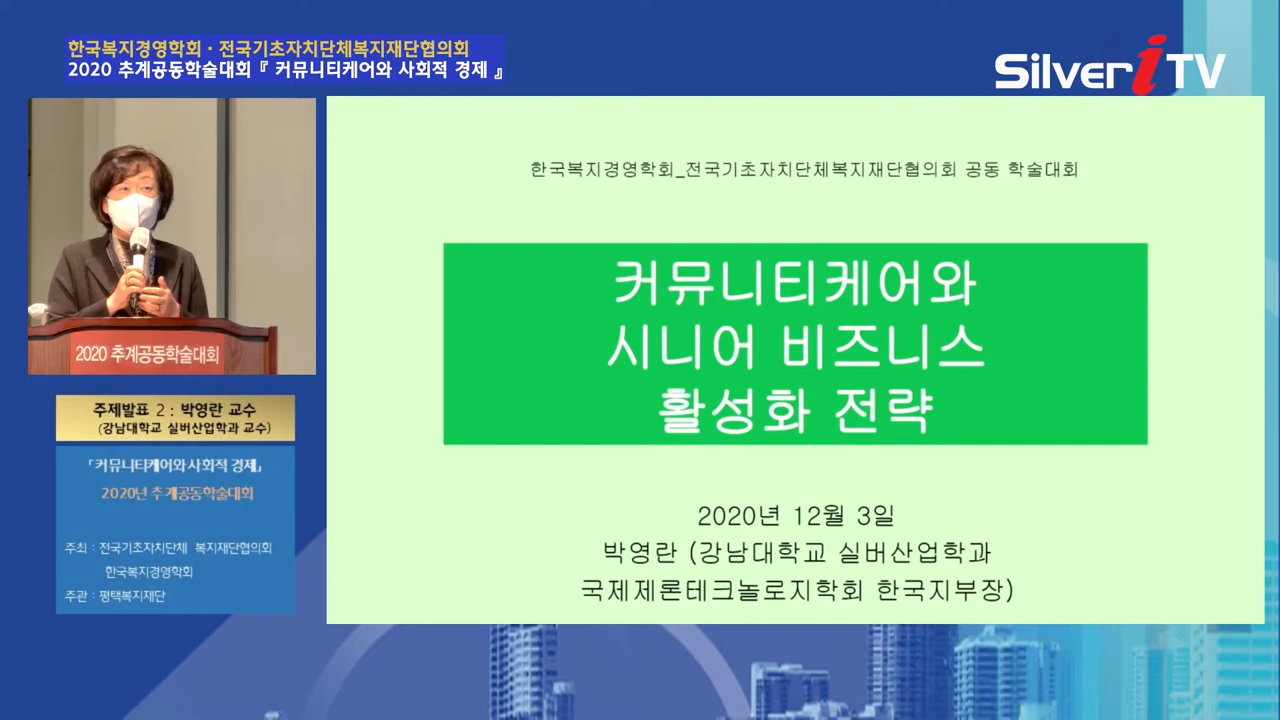 한국복지경영학회 · 전국기초자치단체복지재단협의회
2020 추계공동학술대회 『 커뮤니티케어와 사회적 경제 』
Silver i TV
2020 추계공동학술대회
주제발표 2 : 박영란 교수
(강남대학교 실버산업학과 교수)
『커뮤니티케어와 사회적 경제』
2020년 추계공동학술대회
주최 : 전국기초자치단체 복지재단협의회
한국복지경영학회
주관 : 평택복지재단
한국복지경영학회_전국기초자치단체복지재단협의회 공동 학술대회
커뮤니티케어와
시니어 비즈니스
활성화 전략
2020년 12월 3일
박영란 (강남대학교 실버산업학과
국제제론테크놀로지학회 한국지부장)